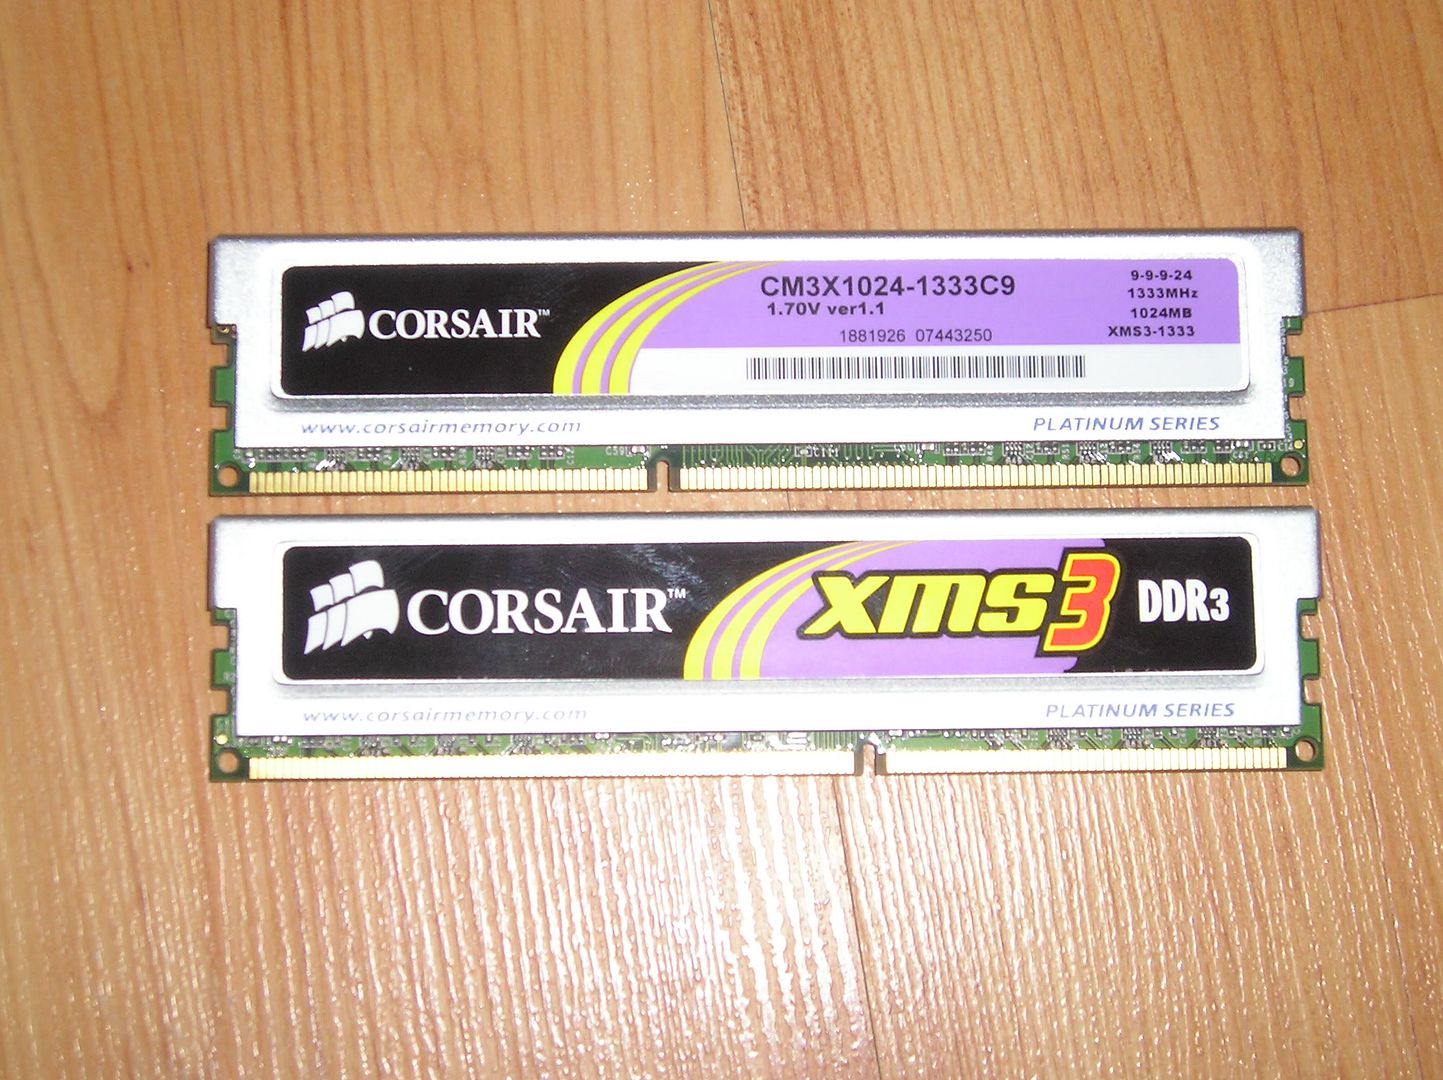 CORSAIR™
CM3X1024-1333C9
1.70V ver1.1
1881926 07443250
9-9-9-24
1333MHz
1024MB
XMS3-1333
www.corsairmemory.com
PLATINUM SERIES
CORSAIR™
xms3
DDR3
www.corsairmemory.com
PLATINUM SERIES